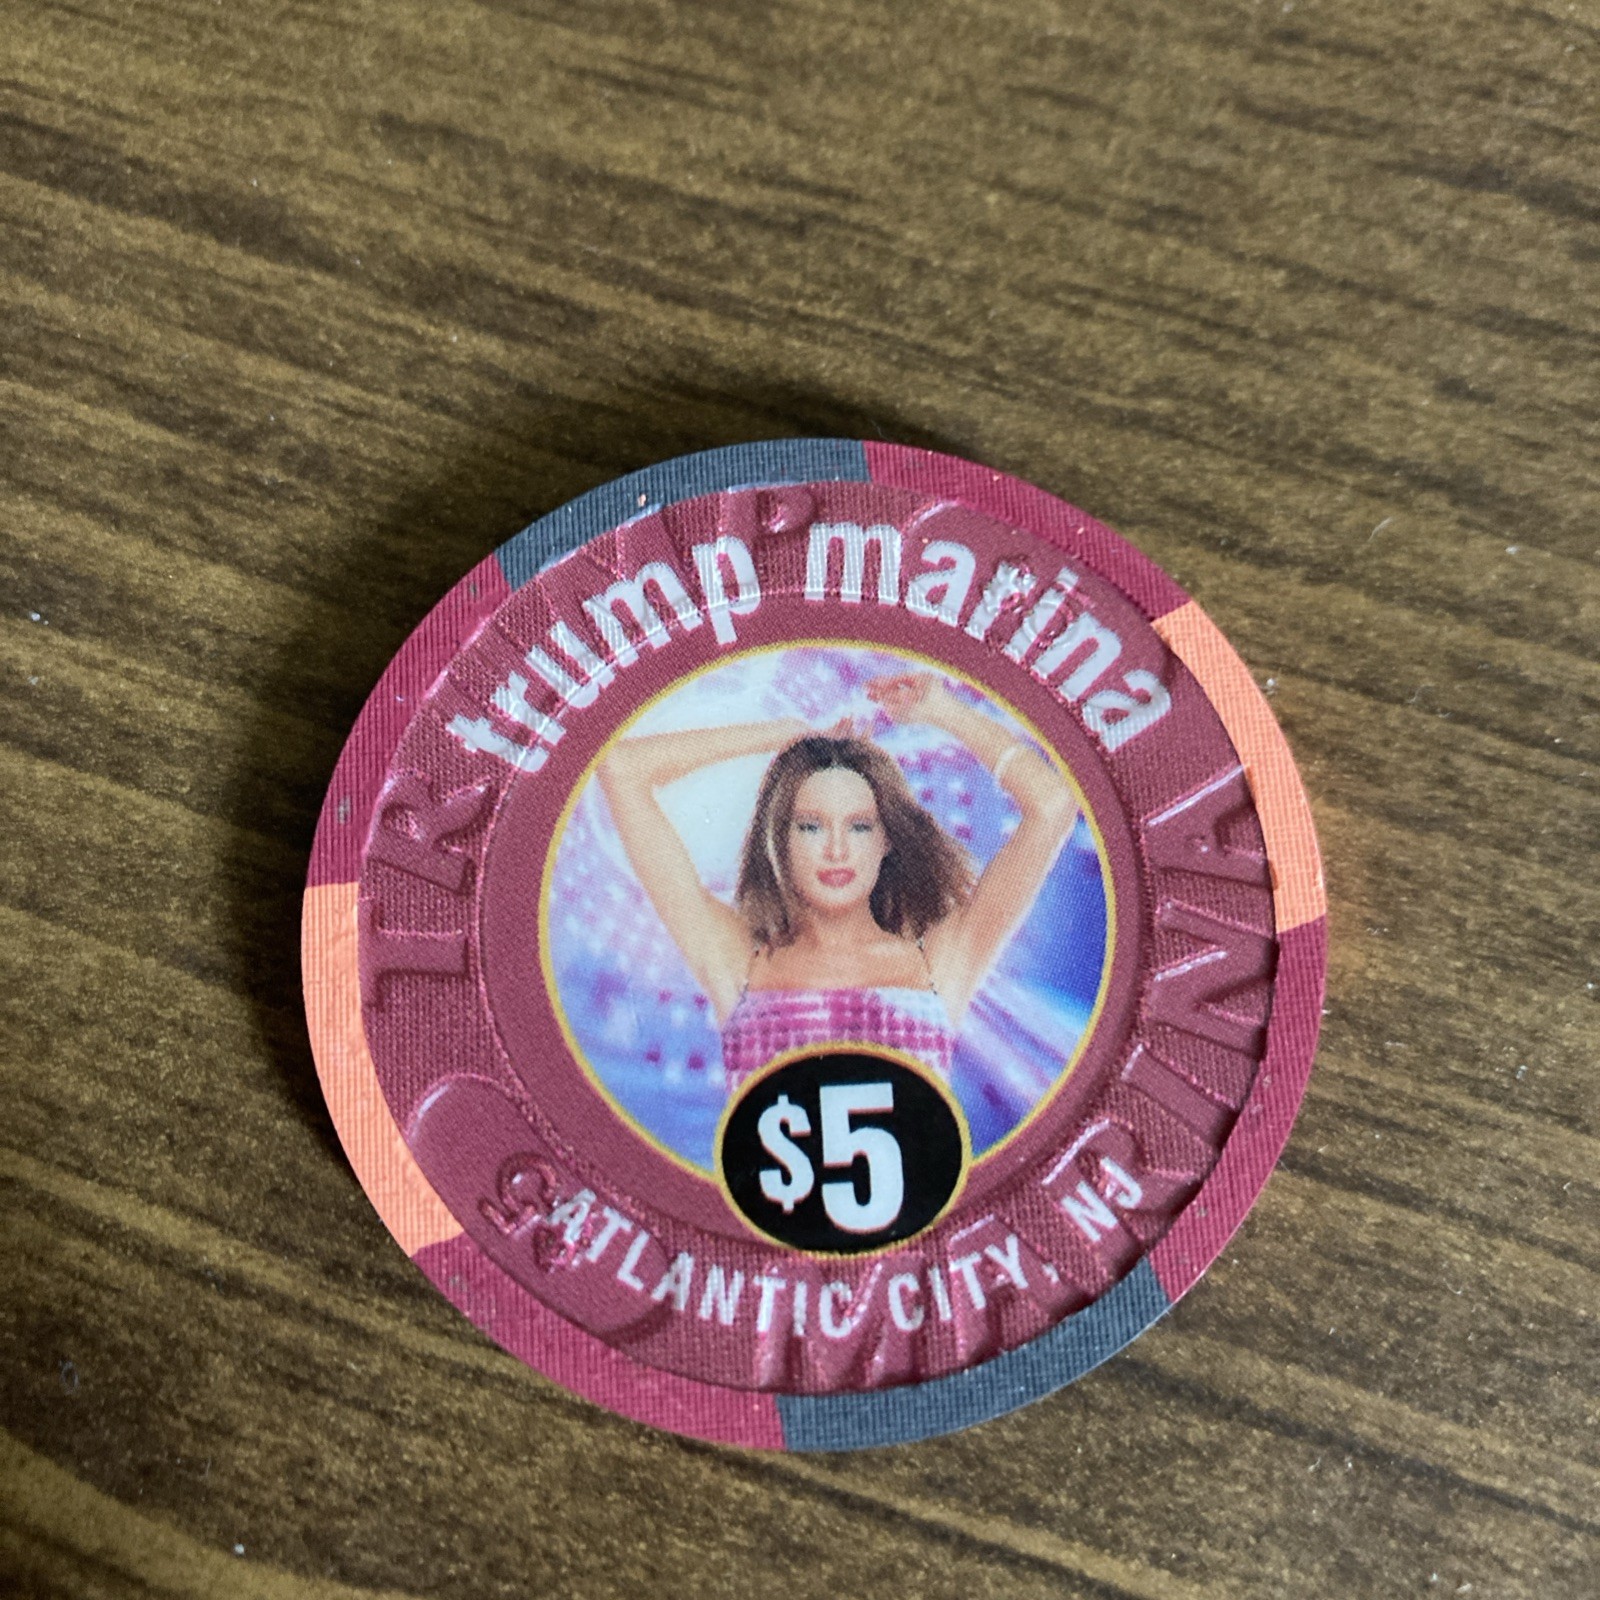 trump marina
$5
ATLANTIC CITY, NJ